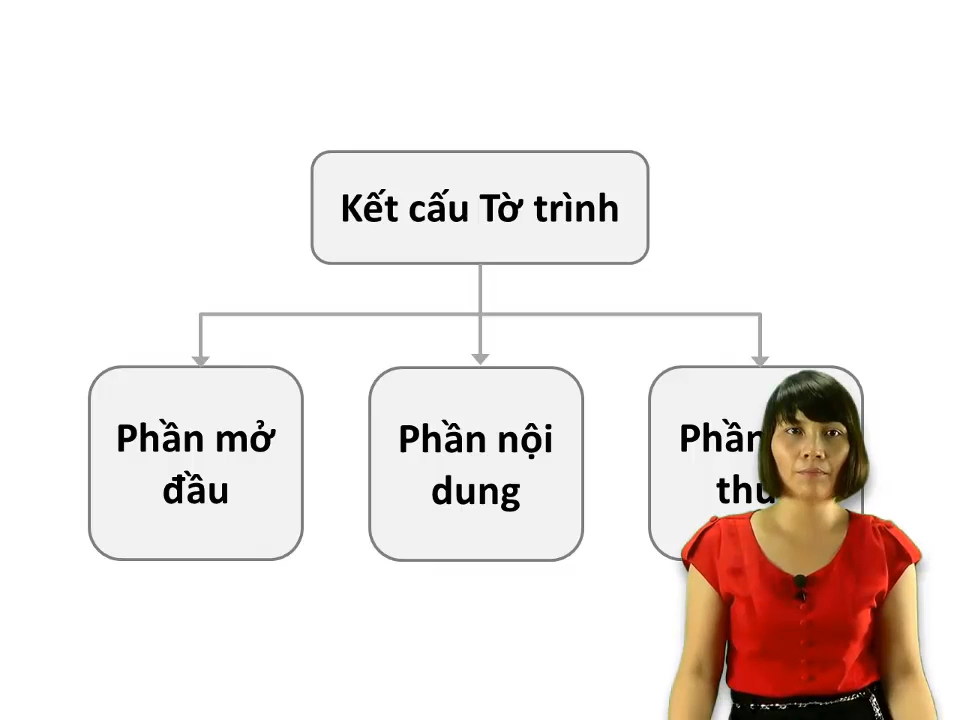 Kết cấu Tờ trình
Phần mở
đầu
Phần nội
dung
Phần